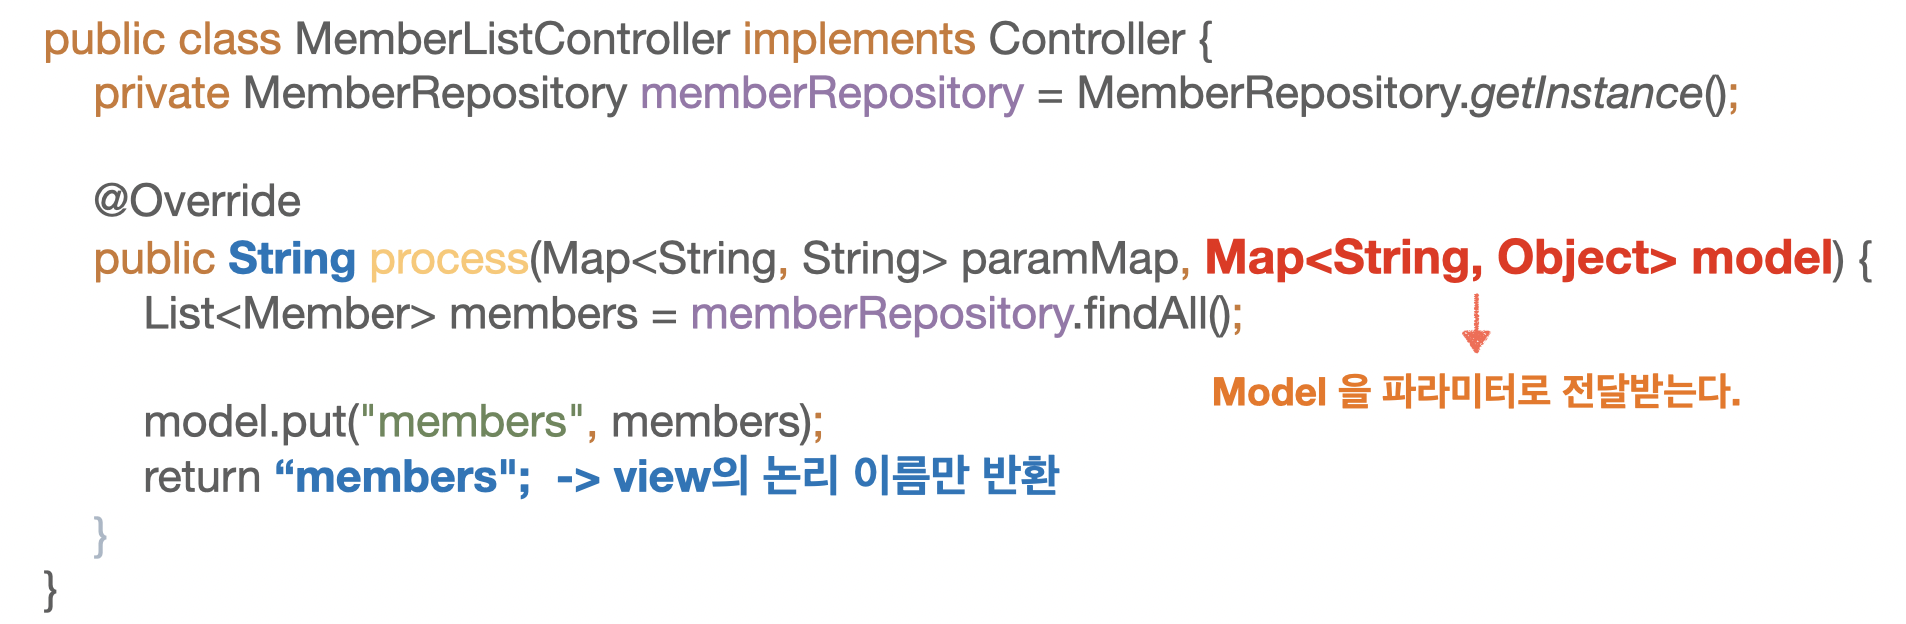 public class MemberListController implements Controller {
private MemberRepository memberRepository = MemberRepository.getInstance();
@Override
public String process(Map<String, String> paramMap, Map<String, Object> model) {
List<Member> members = memberRepository.findAll();
Model 을 파라미터로 전달받는다.
model.put("members", members);
return “members"; -> view의 논리 이름만 반환
}
}